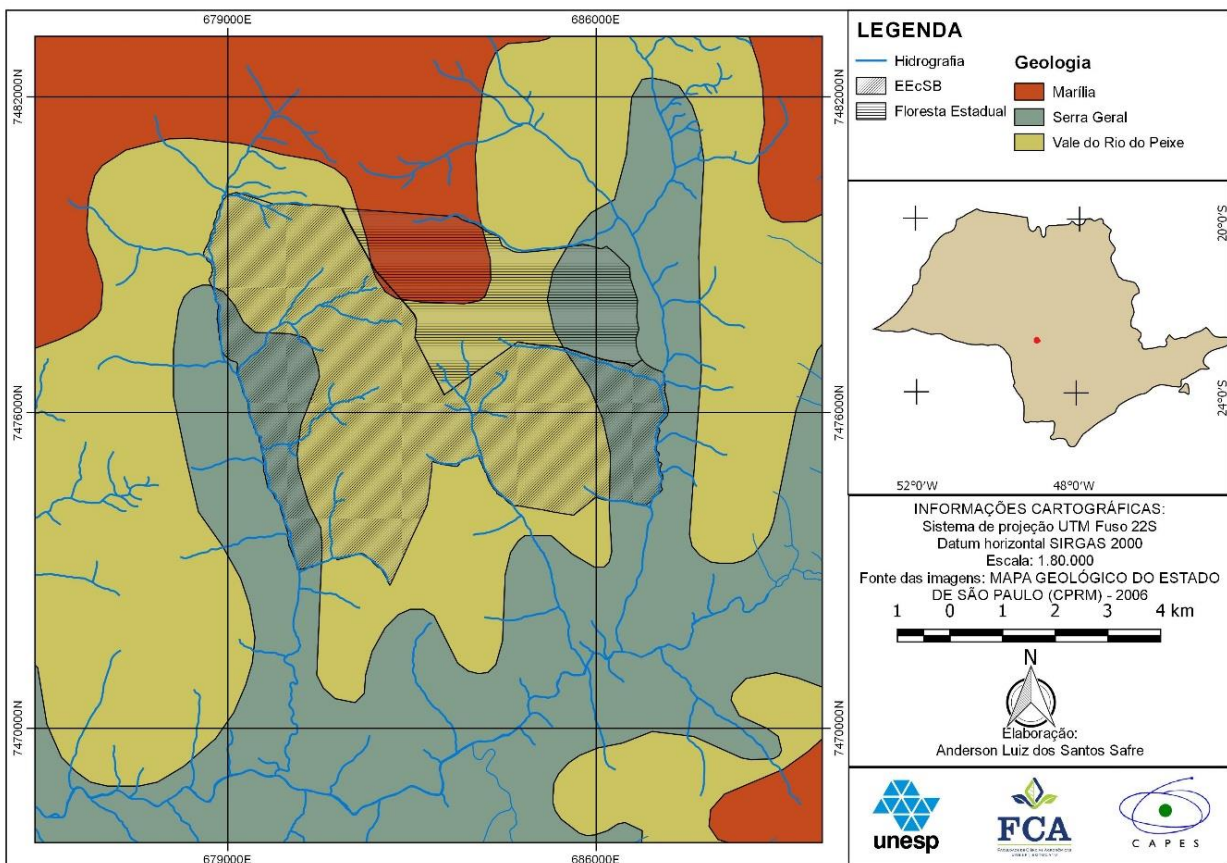 679000E
686000E
7482000N
7482000N
7476000N
7476000N
7470000N
7470000N
679000E
686000E
LEGENDA
Hidrografia
EEcSB
Floresta Estadual
Geologia
Marília
Serra Geral
Vale do Rio do Peixe
20°0'S
24°0'S
52°0'W
48°0'W
INFORMAÇÕES CARTOGRÁFICAS:
Sistema de projeção UTM Fuso 22S
Datum horizontal SIRGAS 2000
Escala: 1.80.000
Fonte das imagens: MAPA GEOLÓGICO DO ESTADO
DE SÃO PAULO (CPRM) - 2006
1 0 1 2 3 4 km
N
Elaboração:
Anderson Luiz dos Santos Safre
unesp
FCA
CAPES